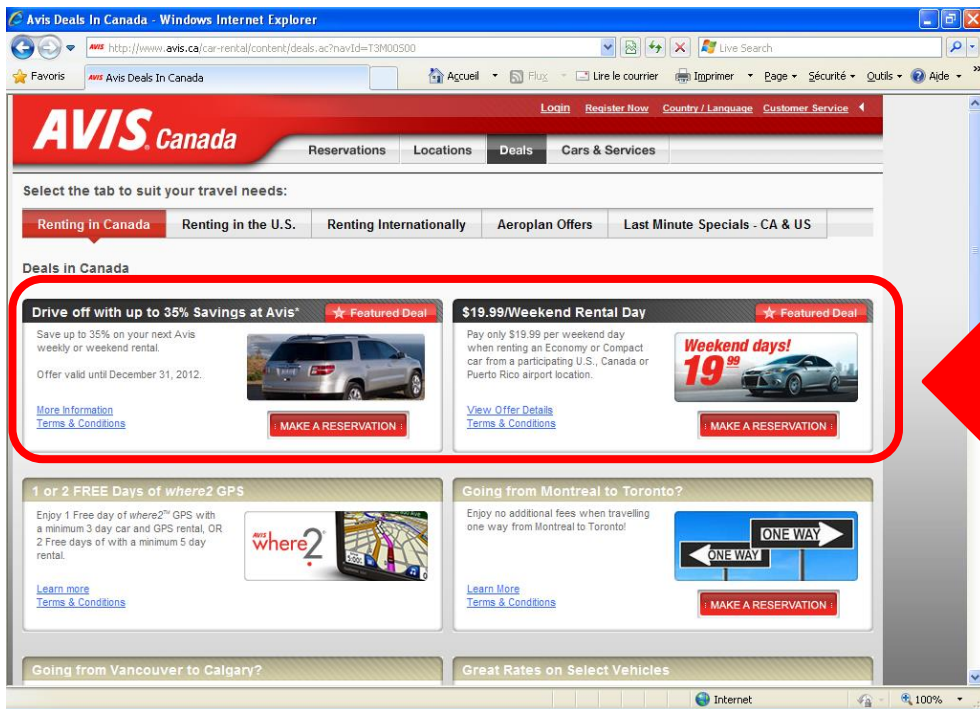 Avis Deals In Canada - Windows Internet Explorer
AVIS http://www.avis.ca/car-rental/content/deals.ac?navId=T3M00S00
Live Search
Favoris
AVIS Avis Deals In Canada
Accueil
Flux
Lire le courrier
Imprimer
Page
Sécurité
Outils
Aide
»
Login Register Now Country / Language Customer Service
AVIS Canada
Reservations Locations Deals Cars & Services
Select the tab to suit your travel needs:
Renting in Canada Renting in the U.S. Renting Internationally Aeroplan Offers Last Minute Specials - CA & US
Deals in Canada
Drive off with up to 35% Savings at Avis*
Featured Deal
Save up to 35% on your next Avis
weekly or weekend rental.
Offer valid until December 31, 2012.
More Information
Terms & Conditions
MAKE A RESERVATION
$19.99/Weekend Rental Day
Featured Deal
Pay only $19.99 per weekend day
when renting an Economy or Compact
car from a participating U.S., Canada or
Puerto Rico airport location.
Weekend days!
19 99
View Offer Details
Terms & Conditions
MAKE A RESERVATION
1 or 2 FREE Days of where2 GPS
Enjoy 1 Free day of where2™ GPS with
a minimum 3 day car and GPS rental, OR
2 Free days of with a minimum 5 day
rental.
AVIS where2
Learn more
Terms & Conditions
Going from Montreal to Toronto?
Enjoy no additional fees when travelling
one way from Montreal to Toronto!
ONE WAY
ONE WAY
Learn More
Terms & Conditions
MAKE A RESERVATION
Going from Vancouver to Calgary?
Great Rates on Select Vehicles
Internet
100%